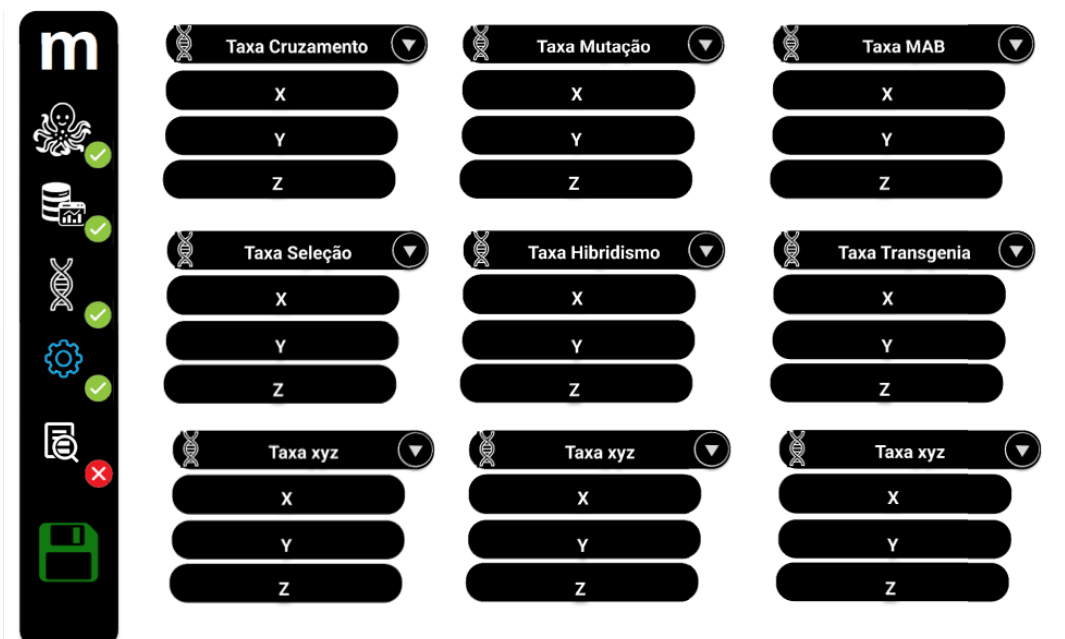 m
Taxa Cruzamento
X
Y
Z
Taxa Mutação
X
Y
Z
Taxa MAB
X
Y
Z
Taxa Seleção
X
Y
Z
Taxa Hibridismo
X
Y
Z
Taxa Transgenia
X
Y
Z
Taxa xyz
X
Y
Z
Taxa xyz
X
Y
Z
Taxa xyz
X
Y
Z